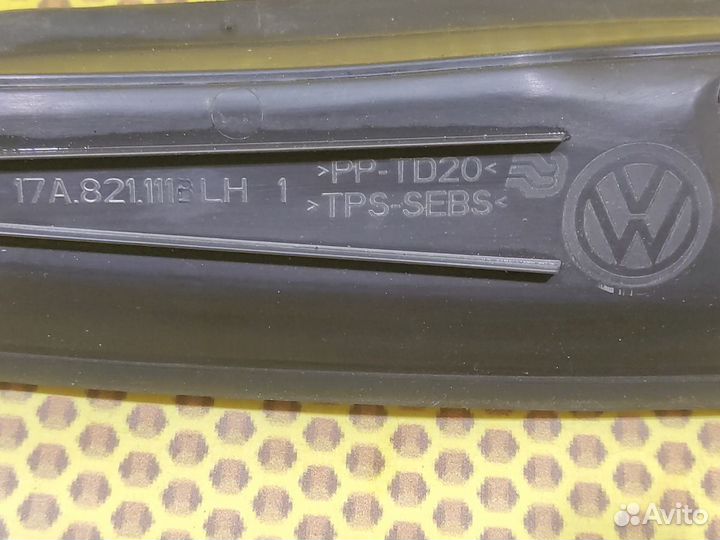 17A.821.111B LH 1
>PP-TD20<
>TPS-SEBS<
Avito